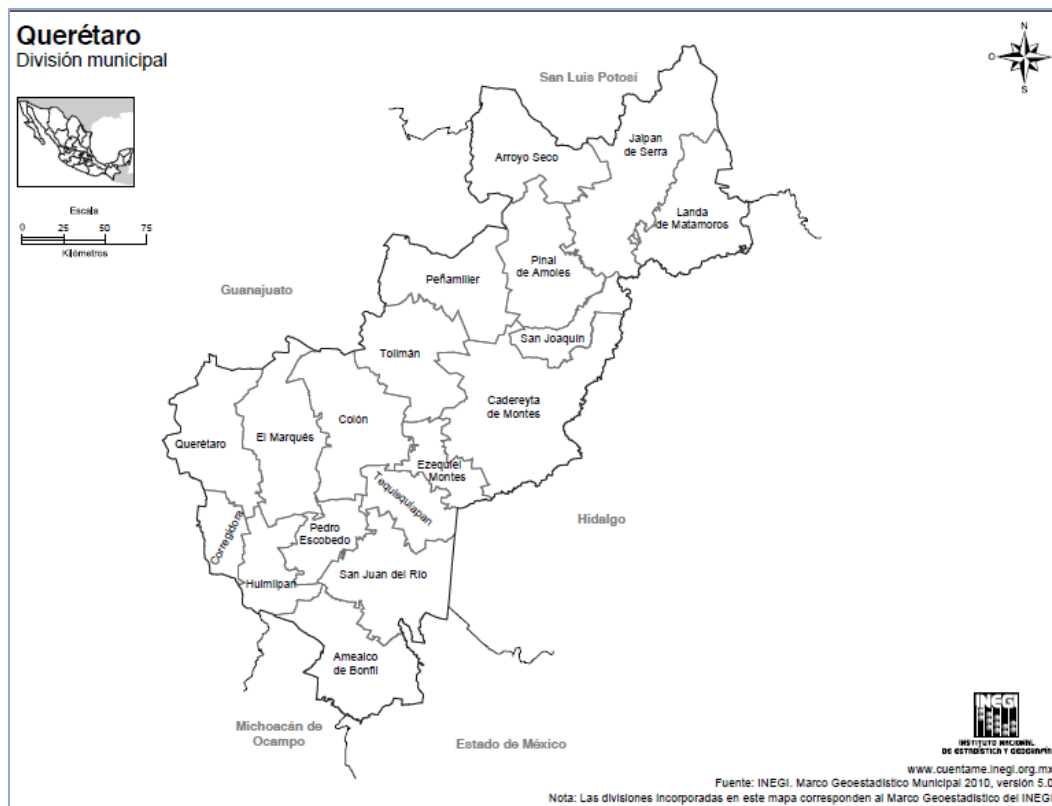 Querétaro
División municipal
N
O
S
San Luis Potosí
Jalpan
de Serra
Arroyo Seco
Escala
0 25 50 75
Kilómetros
Landa
de Matamoros
Pinal
de Amoles
Peñamiller
Guanajuato
San Joaquín
Tolimán
Cadereyta
de Montes
Colón
El Marqués
Querétaro
Ezequiel
Montes
Tequisquiapan
Hidalgo
Corregidora
Pedro
Escobedo
San Juan del Río
Huimilpan
Amealco
de Bonfil
Michoacán de
Ocampo
Estado de México
INEGI
INSTITUTO NACIONAL
DE ESTADÍSTICA Y GEOGRAFÍA
www.cuentame.inegi.org.mx
Fuente: INEGI. Marco Geoestadístico Municipal 2010, versión 5.0
Nota: Las divisiones incorporadas en este mapa corresponden al Marco Geoestadístico del INEGI